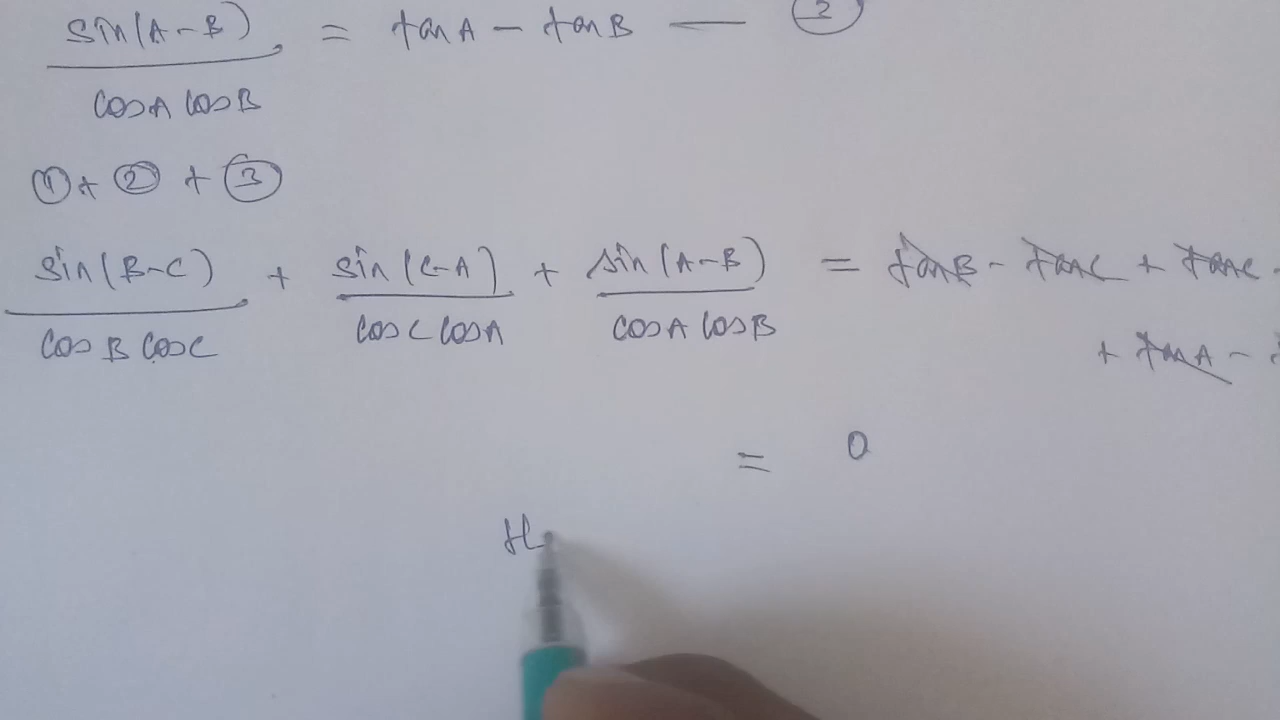 sin(A-B) / cosA cosB = tanA - tanB —
① + ② + ③
sin(B-C) / cosB cosC + sin(C-A) / cosC cosA + sin(A-B) / cosA cosB = tanB - tanC + tanC -
+ tanA -
= 0
H